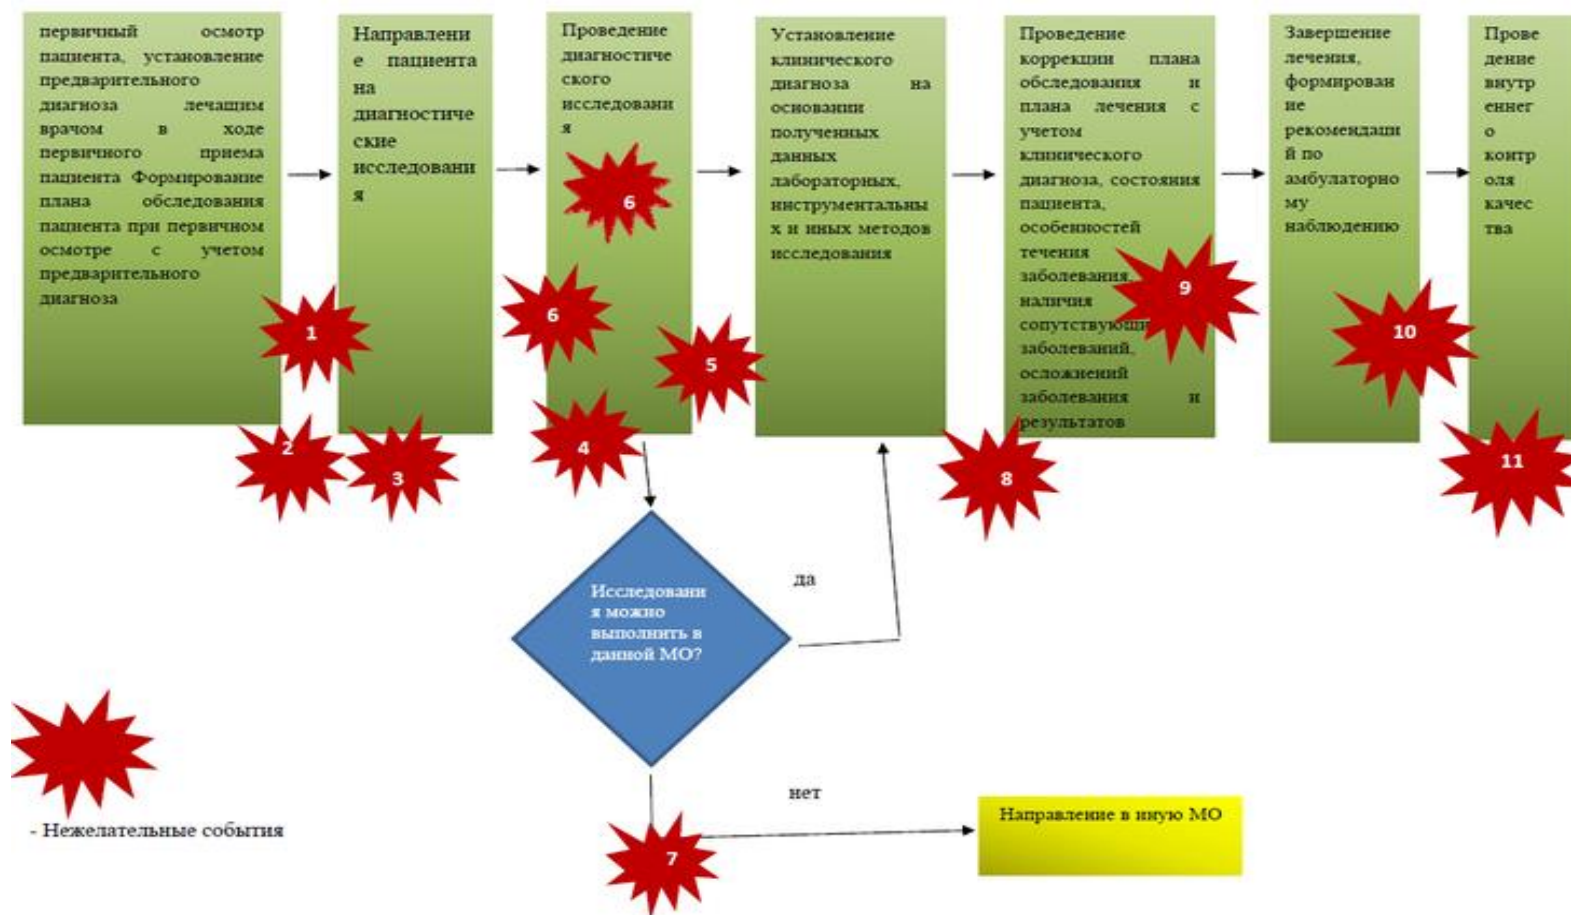 первичный осмотр
пациента, установление
предварительного
диагноза лечащим
врачом в ходе
первичного приема
пациента Формирование
плана обследования
пациента при первичном
осмотре с учетом
предварительного
диагноза
Направлени
е пациента
на
диагностиче
ские
исследовани
я
Проведение
диагностиче
ского
исследовани
я
Установление
клинического
диагноза на
основании
полученных
данных
лабораторных,
инструментальны
х и иных методов
исследования
Проведение
коррекции плана
обследования и
плана лечения с
учетом
клинического
диагноза, состояния
пациента,
особенностей
течения
заболевания,
наличия
сопутствующи
заболеваний,
осложнений
заболевания и
результатов
Завершение
лечения,
формирован
ие
рекомендаци
й по
амбулаторно
му
наблюдению
Прове
дение
внутр
еннег
о
контр
оля
качес
тва
6
1
6
5
9
10
2
3
4
8
11
Исследовани
я можно
выполнить в
данной МО?
да
нет
7
Направление в иную МО
- Нежелательные события